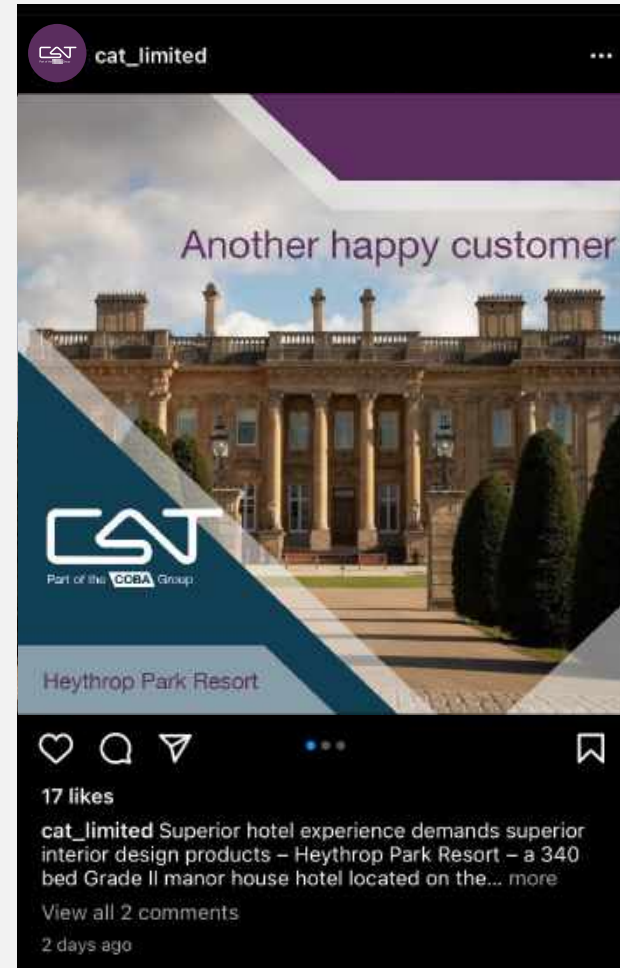 CAT
cat_limited
Another happy customer
CAT
Part of the COBA Group
Heythrop Park Resort
17 likes
cat_limited Superior hotel experience demands superior
interior design products – Heythrop Park Resort – a 340
bed Grade II manor house hotel located on the... more
View all 2 comments
2 days ago